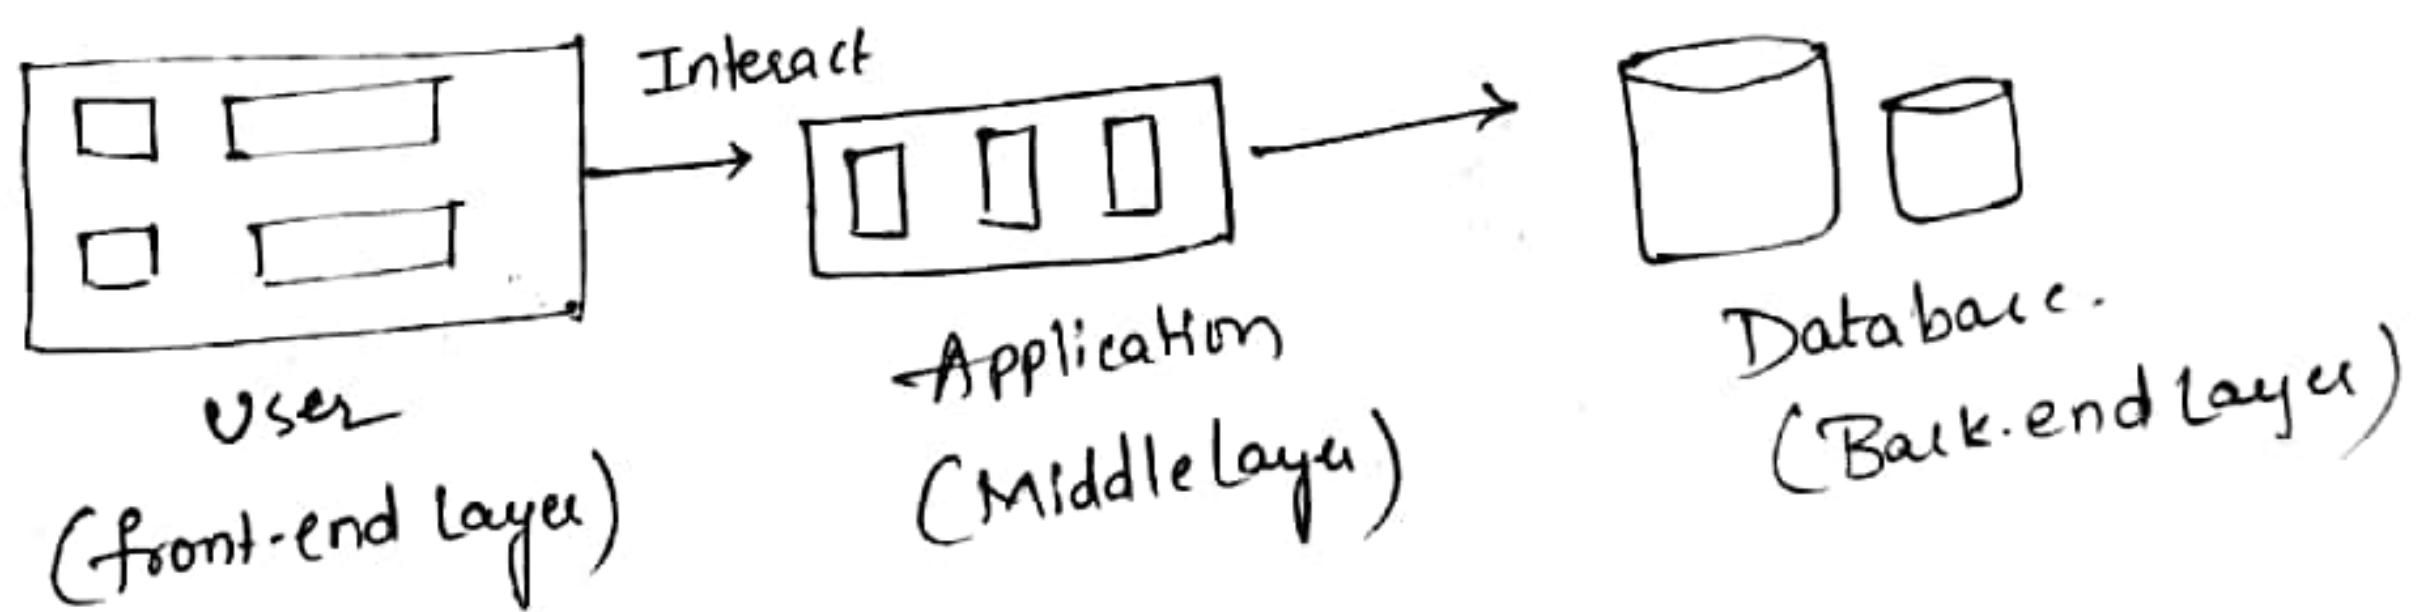 Interact
User
(front-end layer)
Application
(Middle layer)
Database.
(Back-end layer)